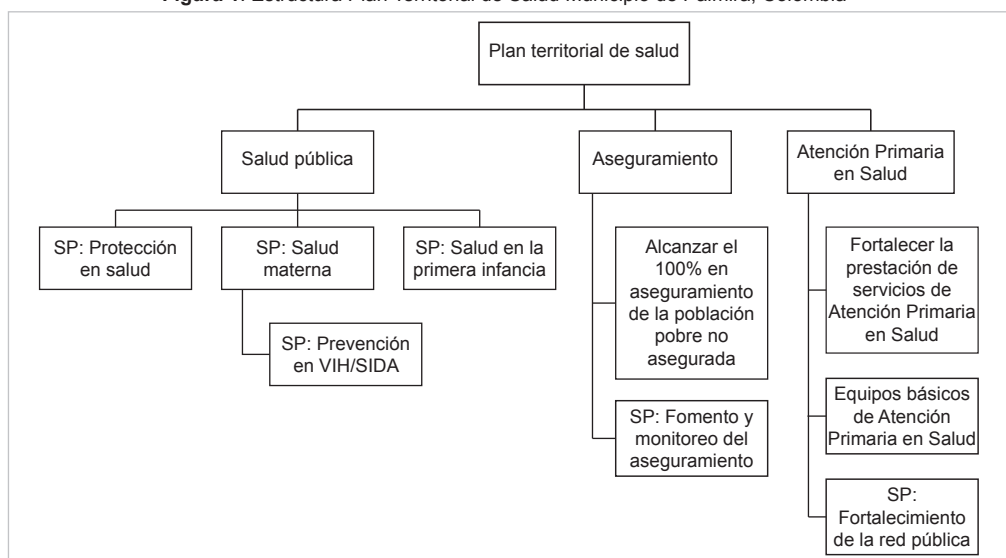 Figura 1. Estructura Plan Territorial de Salud Municipio de Palmira, Colombia
Plan territorial de salud
Salud pública
Aseguramiento
Atención Primaria
en Salud
SP: Protección
en salud
SP: Salud
materna
SP: Salud en la
primera infancia
SP: Prevención
en VIH/SIDA
Alcanzar el
100% en
aseguramiento
de la población
pobre no
asegurada
SP: Fomento y
monitoreo del
aseguramiento
Fortalecer la
prestación de
servicios de
Atención Primaria
en Salud
Equipos básicos
de Atención
Primaria en Salud
SP:
Fortalecimiento
de la red pública